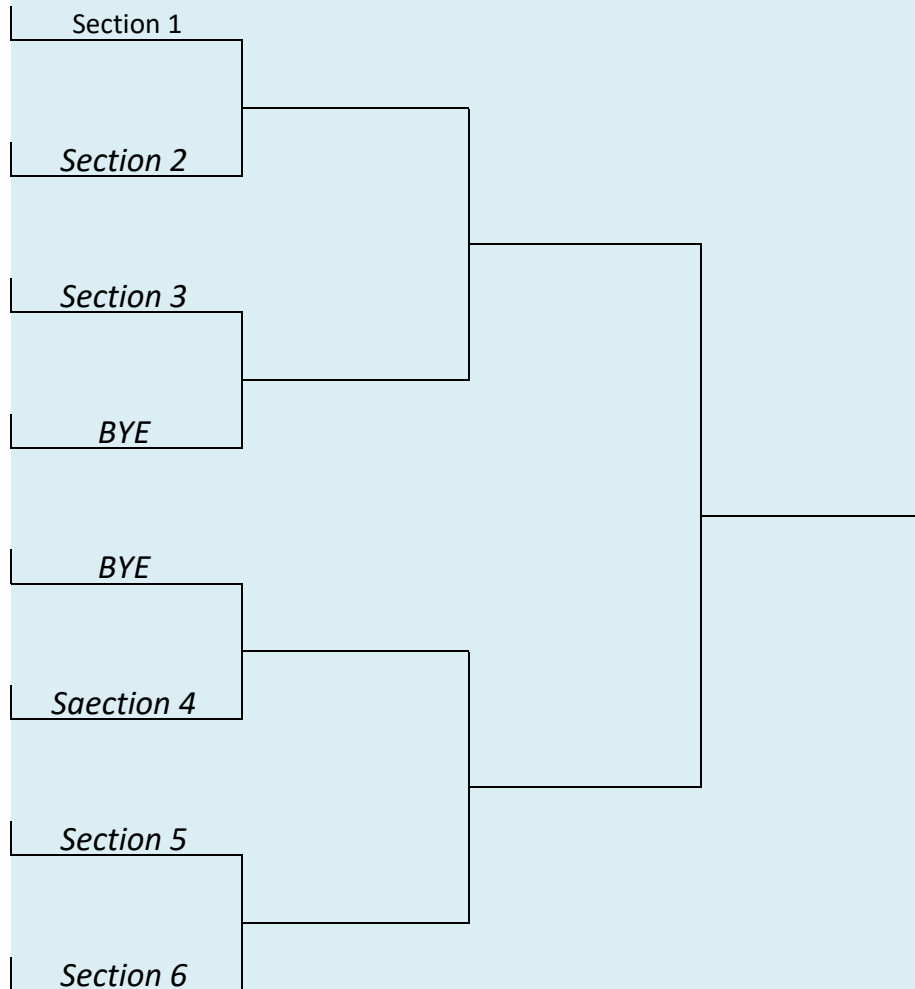 Section 1
Section 2
Section 3
BYE
BYE
Saection 4
Section 5
Section 6